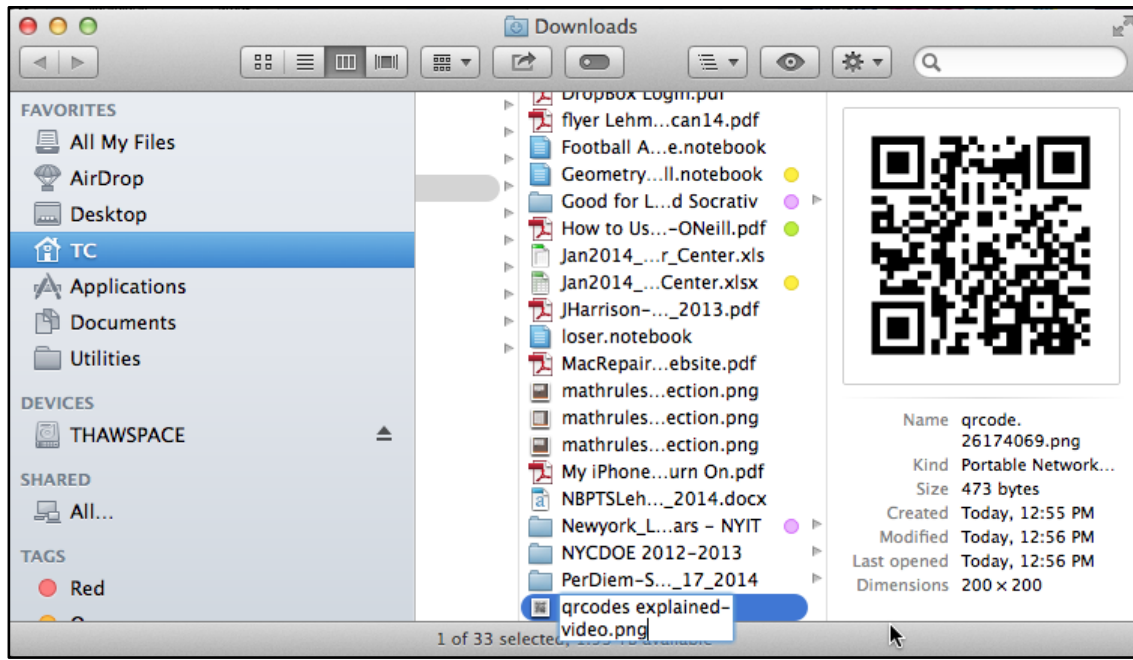 Downloads
FAVORITES
All My Files
AirDrop
Desktop
TC
Applications
Documents
Utilities
DEVICES
THAWSPACE
SHARED
All...
TAGS
Red
DropBox Login.pdf
flyer Lehm...can14.pdf
Football A...e.notebook
Geometry...ll.notebook
Good for L...d Socrativ
How to Us...-ONeill.pdf
Jan2014_...r_Center.xls
Jan2014_...Center.xlsx
JHarrison-..._2013.pdf
loser.notebook
MacRepair...ebsite.pdf
mathrules...ection.png
mathrules...ection.png
mathrules...ection.png
My iPhone...urn On.pdf
NBPTSLeh..._2014.docx
Newyork_L...ars - NYIT
NYCDOE 2012-2013
PerDiem-S..._17_2014
qrcodes explained-
video.png
Name qrcode.
26174069.png
Kind Portable Network...
Size 473 bytes
Created Today, 12:55 PM
Modified Today, 12:56 PM
Last opened Today, 12:56 PM
Dimensions 200 × 200
1 of 33 selected, available